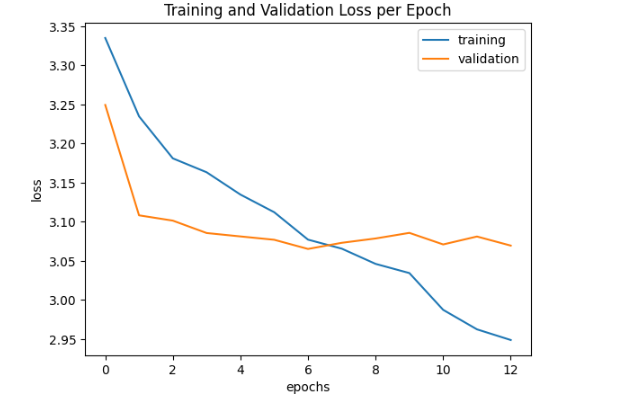 Training and Validation Loss per Epoch
training
validation
3.35
3.30
3.25
3.20
3.15
3.10
3.05
3.00
2.95
loss
0 2 4 6 8 10 12
epochs